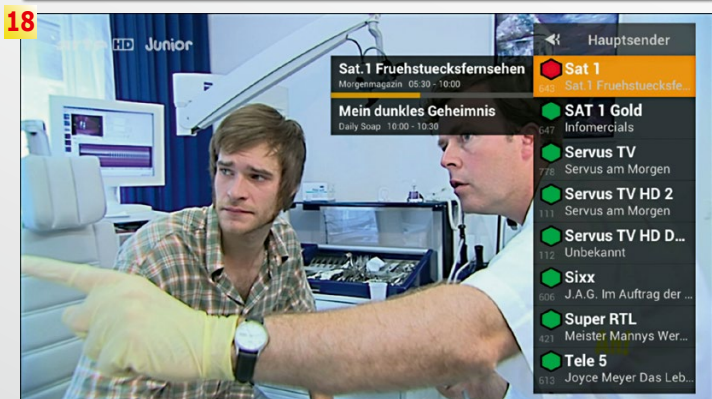 18
HD Junior
Hauptsender
Sat.1 Fruehstuecksfernsehen
Morgenmagazin 05:30 - 10:00
Mein dunkles Geheimnis
Daily Soap 10:00 - 10:30
Sat 1
Sat.1 Fruehstuecksfe...
643
SAT 1 Gold
647 Infomercials
Servus TV
778 Servus am Morgen
Servus TV HD 2
111 Servus am Morgen
Servus TV HD D...
112 Unbekannt
Sixx
606 J.A.G. Im Auftrag der ...
Super RTL
421 Meister Mannys Wer...
Tele 5
613 Joyce Meyer Das Leb...